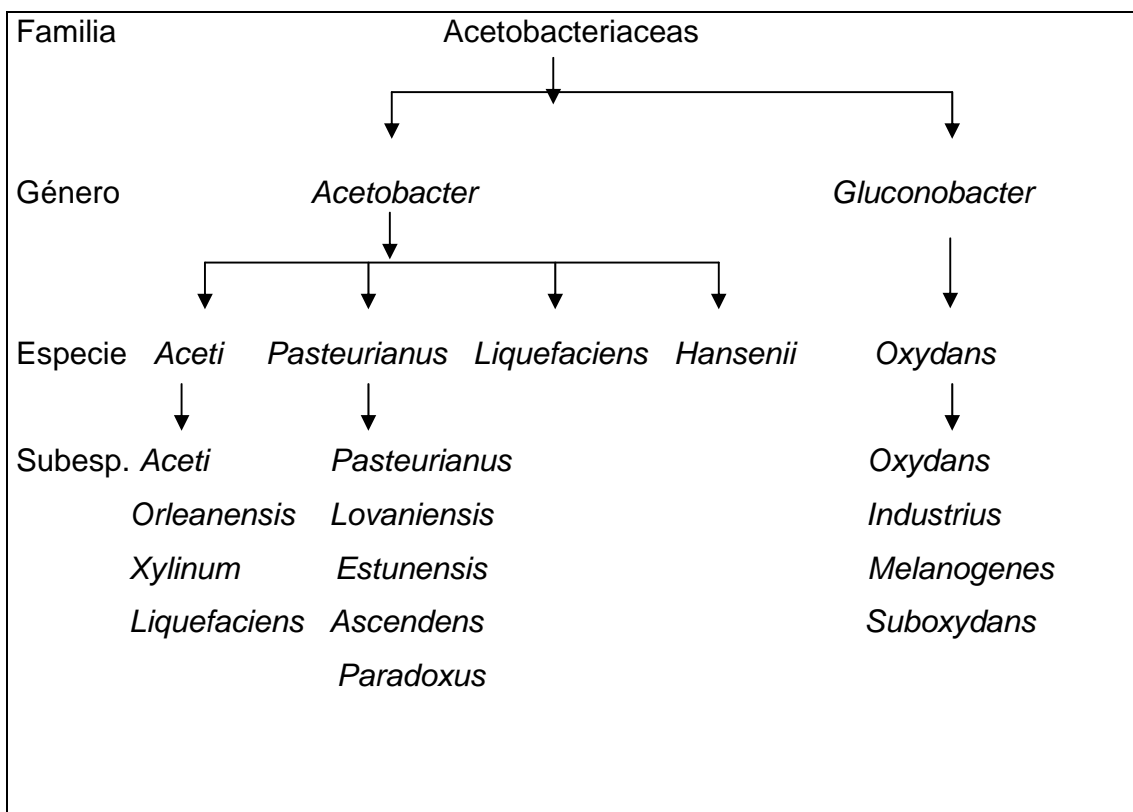 Familia Acetobacteriaceas
Género Acetobacter Gluconobacter
Especie Aceti Pasteurianus Liquefaciens Hansenii Oxydans
Subesp. Aceti Pasteurianus Oxydans
Orleanensis Lovaniensis Industrius
Xylinum Estunensis Melanogenes
Liquefaciens Ascendens Suboxydans
Paradoxus